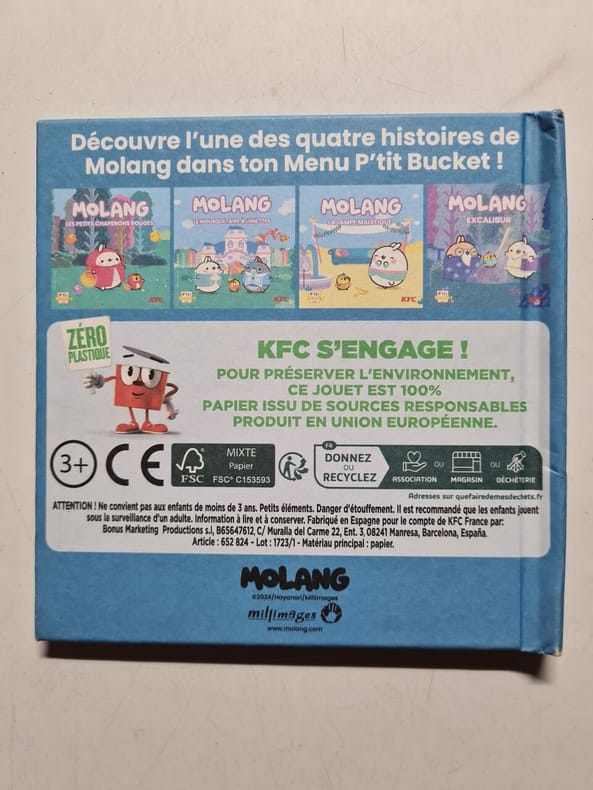 Découvre l'une des quatre histoires de
Molang dans ton Menu P'tit Bucket !
MOLANG
LES PETITS CHAPERONS ROUGES
KFC
MOLANG
LE MOUSQUETAIRE À LUNETTES
KFC
MOLANG
LA LAMPE MALÉFIQUE
KFC
MOLANG
EXCALIBUR
ZÉRO
PLASTIQUE
KFC S'ENGAGE !
POUR PRÉSERVER L'ENVIRONNEMENT,
CE JOUET EST 100%
PAPIER ISSU DE SOURCES RESPONSABLES
PRODUIT EN UNION EUROPÉENNE.
3+
CE
FSC
MIXTE
Papier
FSC® C153593
FR
DONNEZ
OU
RECYCLEZ
ASSOCIATION
OU
MAGASIN
OU
DÉCHÈTERIE
Adresses sur quefairedemesdechets.fr
ATTENTION ! Ne convient pas aux enfants de moins de 3 ans. Petits éléments. Danger d'étouffement. Il est recommandé que les enfants jouent
sous la surveillance d'un adulte. Information à lire et à conserver. Fabriqué en Espagne pour le compte de KFC France par:
Bonus Marketing Productions s.l, B65647612, C/ Muralla del Carme 22, Ent. 3, 08241 Manresa, Barcelona, España.
Article : 652 824 - Lot : 1723/1 - Matériau principal : papier.
MOLANG
©2024/Hayanori/Millimages
millimages
www.molang.com